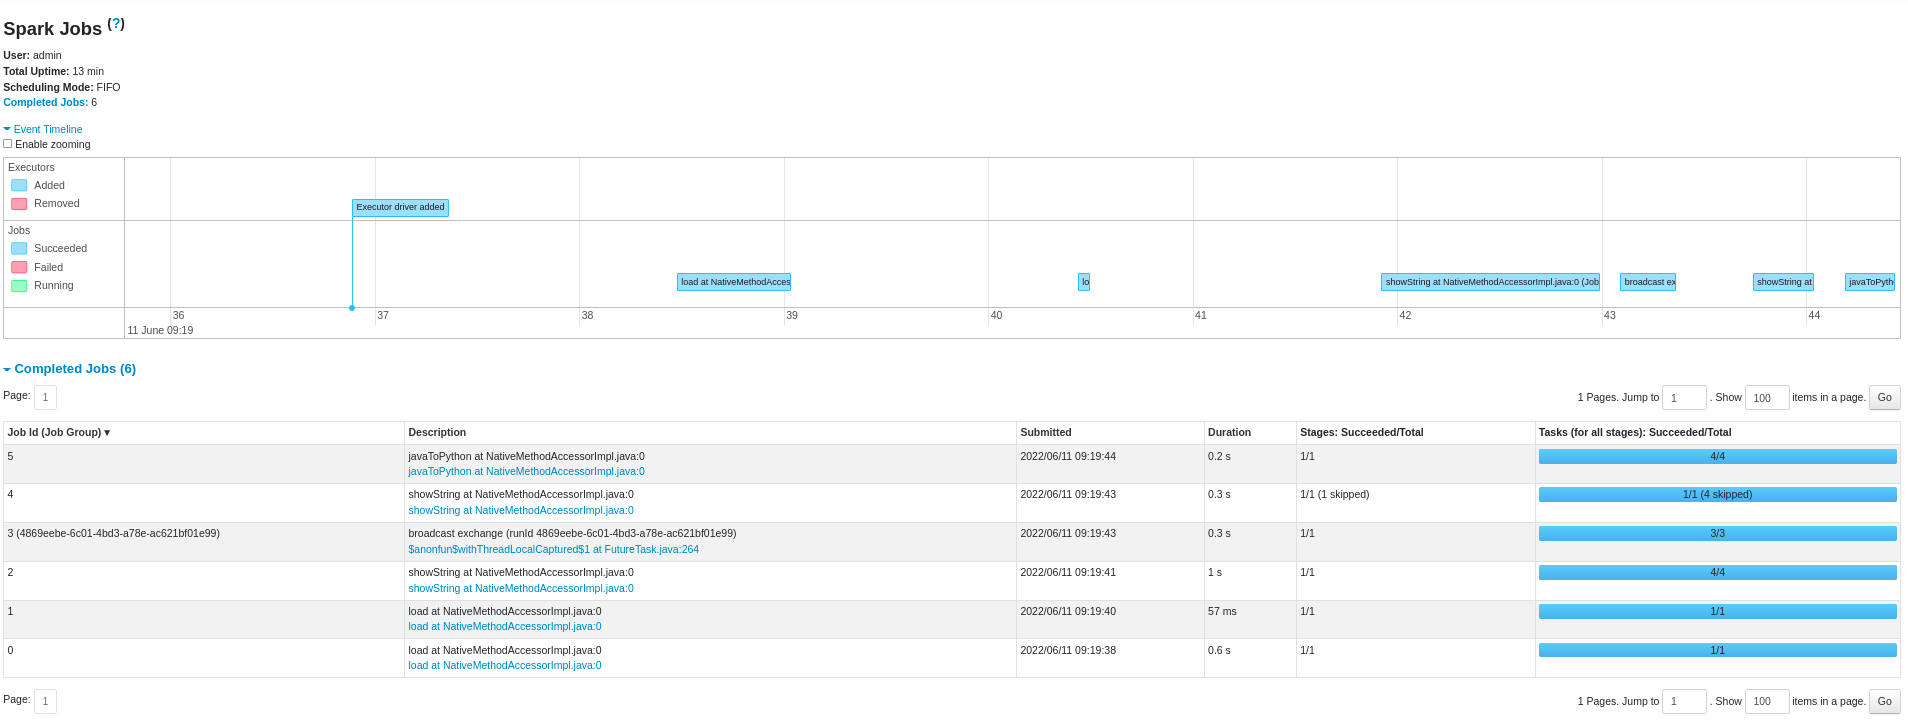 Spark Jobs (?)
User: admin
Total Uptime: 13 min
Scheduling Mode: FIFO
Completed Jobs: 6
Event Timeline
Enable zooming
Executors
Added
Removed
Executor driver added
Jobs
Succeeded
Failed
Running
load at NativeMethodAcces
lo
showString at NativeMethodAccessorImpl.java:0 (Job
broadcast ex
showString at
javaToPyth
36 37 38 39 40 41 42 43 44
11 June 09:19
Completed Jobs (6)
Page: 1 1 Pages. Jump to 1 . Show 100 items in a page. Go
Job Id (Job Group) ▾ Description Submitted Duration Stages: Succeeded/Total Tasks (for all stages): Succeeded/Total
5 javaToPython at NativeMethodAccessorImpl.java:0 2022/06/11 09:19:44 0.2 s 1/1 4/4
javaToPython at NativeMethodAccessorImpl.java:0
4 showString at NativeMethodAccessorImpl.java:0 2022/06/11 09:19:43 0.3 s 1/1 (1 skipped) 1/1 (4 skipped)
showString at NativeMethodAccessorImpl.java:0
3 (4869eebe-6c01-4bd3-a78e-ac621bf01e99) broadcast exchange (runId 4869eebe-6c01-4bd3-a78e-ac621bf01e99) 2022/06/11 09:19:43 0.3 s 1/1 3/3
$anonfun$withThreadLocalCaptured$1 at FutureTask.java:264
2 showString at NativeMethodAccessorImpl.java:0 2022/06/11 09:19:41 1 s 1/1 4/4
showString at NativeMethodAccessorImpl.java:0
1 load at NativeMethodAccessorImpl.java:0 2022/06/11 09:19:40 57 ms 1/1 1/1
load at NativeMethodAccessorImpl.java:0
0 load at NativeMethodAccessorImpl.java:0 2022/06/11 09:19:38 0.6 s 1/1 1/1
load at NativeMethodAccessorImpl.java:0
Page: 1 1 Pages. Jump to 1 . Show 100 items in a page. Go